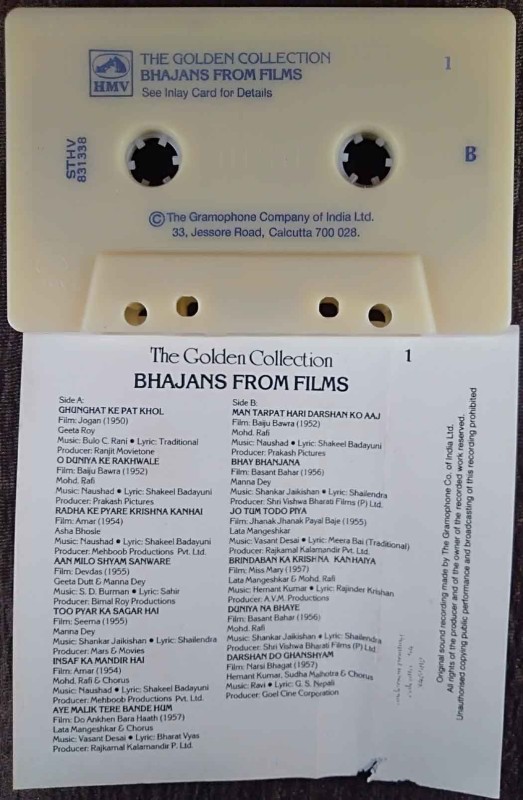 HMV
THE GOLDEN COLLECTION
BHAJANS FROM FILMS
See Inlay Card for Details
1
STHV
831338
B
© The Gramophone Company of India Ltd.
33, Jessore Road, Calcutta 700 028.
The Golden Collection
1
BHAJANS FROM FILMS
Side A:
GHUNGHAT KE PAT KHOL
Film: Jogan (1950)
Geeta Roy
Music: Bulo C. Rani ● Lyric: Traditional
Producer: Ranjit Movietone
O DUNIYA KE RAKHWALE
Film: Baiju Bawra (1952)
Mohd. Rafi
Music: Naushad ● Lyric: Shakeel Badayuni
Producer: Prakash Pictures
RADHA KE PYARE KRISHNA KANHAI
Film: Amar (1954)
Asha Bhosle
Music: Naushad ● Lyric: Shakeel Badayuni
Producer: Mehboob Productions Pvt. Ltd.
AAN MILO SHYAM SANWARE
Film: Devdas (1955)
Geeta Dutt & Manna Dey
Music: S. D. Burman ● Lyric: Sahir
Producer: Bimal Roy Productions
TOO PYAR KA SAGAR HAI
Film: Seema (1955)
Manna Dey
Music: Shankar Jaikishan ● Lyric: Shailendra
Producer: Mars & Movies
INSAF KA MANDIR HAI
Film: Amar (1954)
Mohd. Rafi & Chorus
Music: Naushad ● Lyric: Shakeel Badayuni
Producer: Mehboob Productions Pvt. Ltd.
AYE MALIK TERE BANDE HUM
Film: Do Ankhen Bara Haath (1957)
Lata Mangeshkar & Chorus
Music: Vasant Desai ● Lyric: Bharat Vyas
Producer: Rajkamal Kalamandir P. Ltd.
Side B:
MAN TARPAT HARI DARSHAN KO AAJ
Film: Baiju Bawra (1952)
Mohd. Rafi
Music: Naushad ● Lyric: Shakeel Badayuni
Producer: Prakash Pictures
BHAY BHANJANA
Film: Basant Bahar (1956)
Manna Dey
Music: Shankar Jaikishan ● Lyric: Shailendra
Producer: Shri Vishwa Bharati Films (P) Ltd.
JO TUM TODO PIYA
Film: Jhanak Jhanak Payal Baje (1955)
Lata Mangeshkar
Music: Vasant Desai ● Lyric: Meera Bai (Traditional)
Producer: Rajkamal Kalamandir Pvt. Ltd.
BRINDABAN KA KRISHNA KANHAIYA
Film: Miss Mary (1957)
Lata Mangeshkar & Mohd. Rafi
Music: Hemant Kumar ● Lyric: Rajinder Krishan
Producer: A.V.M. Productions
DUNIYA NA BHAYE
Film: Basant Bahar (1956)
Mohd. Rafi
Music: Shankar Jaikishan ● Lyric: Shailendra
Producer: Shri Vishwa Bharati Films (P) Ltd.
DARSHAN DO GHANSHYAM
Film: Narsi Bhagat (1957)
Hemant Kumar, Sudha Malhotra & Chorus
Music: Ravi ● Lyric: G. S. Nepali
Producer: Goel Cine Corporation
Original sound recording made by The Gramophone Co. of India Ltd.
All rights of the producer and of the owner of the recorded work reserved.
Unauthorised copying public performance and broadcasting of this recording prohibited